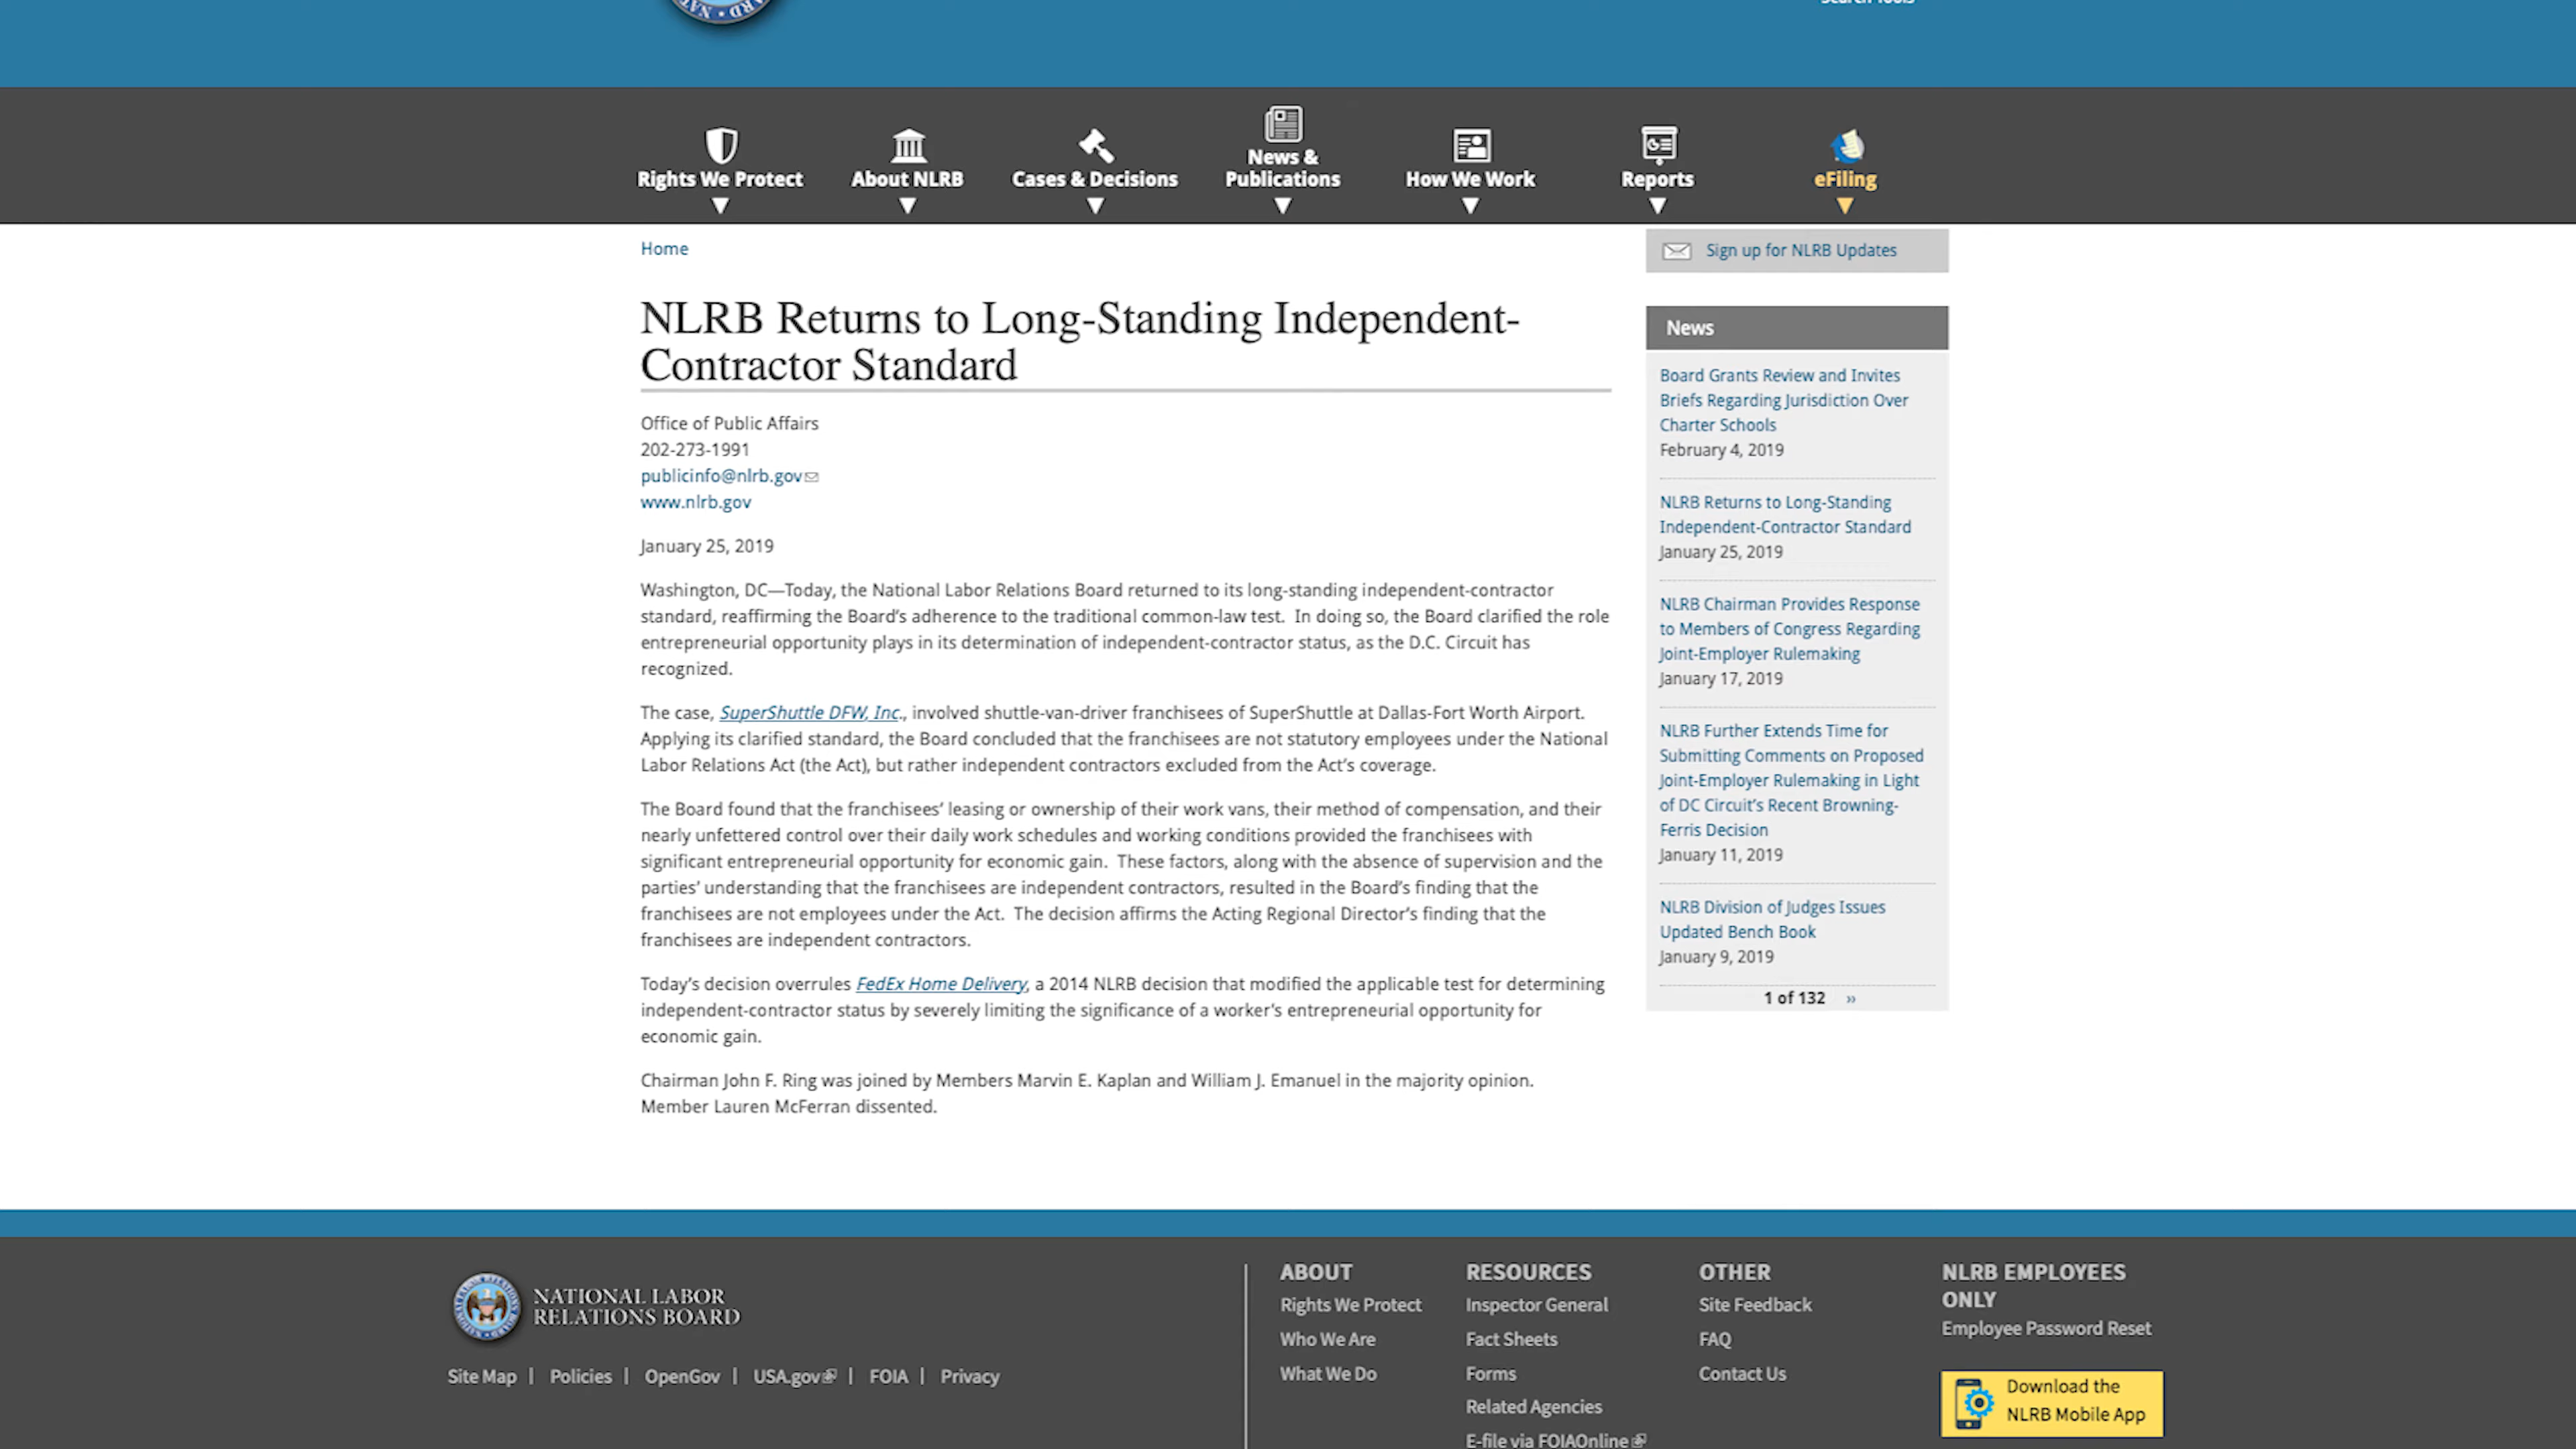 Rights We Protect
About NLRB
Cases & Decisions
News &
Publications
How We Work
Reports
eFiling
Home
NLRB Returns to Long-Standing Independent-
Contractor Standard
Office of Public Affairs
202-273-1991
publicinfo@nlrb.gov
www.nlrb.gov
January 25, 2019
Washington, DC—Today, the National Labor Relations Board returned to its long-standing independent-contractor
standard, reaffirming the Board's adherence to the traditional common-law test.  In doing so, the Board clarified the role
entrepreneurial opportunity plays in its determination of independent-contractor status, as the D.C. Circuit has
recognized.
The case, SuperShuttle DFW, Inc., involved shuttle-van-driver franchisees of SuperShuttle at Dallas-Fort Worth Airport.
Applying its clarified standard, the Board concluded that the franchisees are not statutory employees under the National
Labor Relations Act (the Act), but rather independent contractors excluded from the Act's coverage.
The Board found that the franchisees' leasing or ownership of their work vans, their method of compensation, and their
nearly unfettered control over their daily work schedules and working conditions provided the franchisees with
significant entrepreneurial opportunity for economic gain.  These factors, along with the absence of supervision and the
parties' understanding that the franchisees are independent contractors, resulted in the Board's finding that the
franchisees are not employees under the Act.  The decision affirms the Acting Regional Director's finding that the
franchisees are independent contractors.
Today's decision overrules FedEx Home Delivery, a 2014 NLRB decision that modified the applicable test for determining
independent-contractor status by severely limiting the significance of a worker's entrepreneurial opportunity for
economic gain.
Chairman John F. Ring was joined by Members Marvin E. Kaplan and William J. Emanuel in the majority opinion.
Member Lauren McFerran dissented.
Sign up for NLRB Updates
News
Board Grants Review and Invites
Briefs Regarding Jurisdiction Over
Charter Schools
February 4, 2019
NLRB Returns to Long-Standing
Independent-Contractor Standard
January 25, 2019
NLRB Chairman Provides Response
to Members of Congress Regarding
Joint-Employer Rulemaking
January 17, 2019
NLRB Further Extends Time for
Submitting Comments on Proposed
Joint-Employer Rulemaking in Light
of DC Circuit's Recent Browning-
Ferris Decision
January 11, 2019
NLRB Division of Judges Issues
Updated Bench Book
January 9, 2019
1 of 132 »
NATIONAL LABOR
RELATIONS BOARD
Site Map | Policies | OpenGov | USA.gov | FOIA | Privacy
ABOUT
Rights We Protect
Who We Are
What We Do
RESOURCES
Inspector General
Fact Sheets
Forms
Related Agencies
E-file via FOIAOnline
OTHER
Site Feedback
FAQ
Contact Us
NLRB EMPLOYEES
ONLY
Employee Password Reset
Download the
NLRB Mobile App